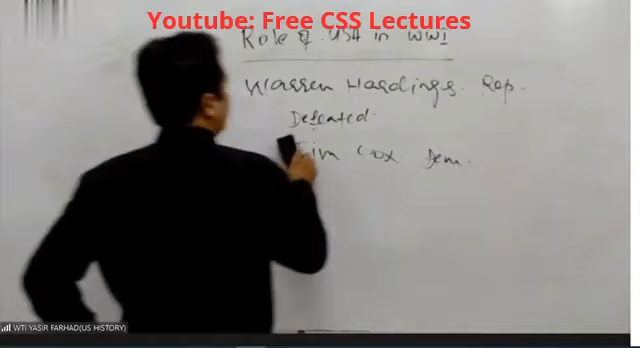 Youtube: Free CSS Lectures
Role of USA in WWI
Warren Hardings. Rep.
Defeated.
Jim Cox. Dem.
WTI YASIR FARHAD(US HISTORY)